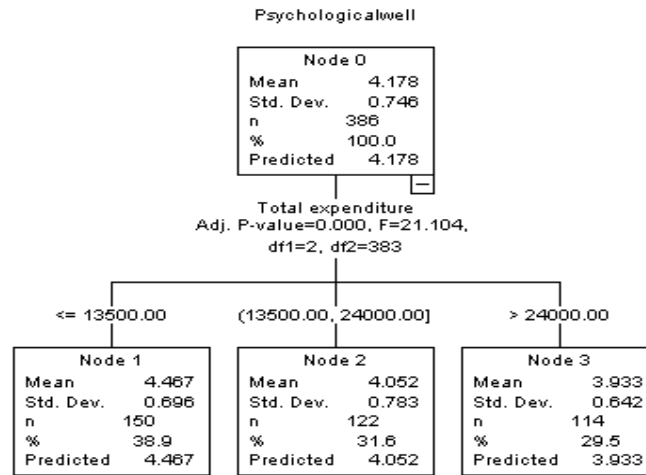 Psychologicalwell
Node 0
Mean 4.178
Std. Dev. 0.746
n 386
% 100.0
Predicted 4.178
Total expenditure
Adj. P-value=0.000, F=21.104,
df1=2, df2=383
<= 13500.00 (13500.00, 24000.00] > 24000.00
Node 1
Mean 4.467
Std. Dev. 0.696
n 150
% 38.9
Predicted 4.467
Node 2
Mean 4.052
Std. Dev. 0.783
n 122
% 31.6
Predicted 4.052
Node 3
Mean 3.933
Std. Dev. 0.642
n 114
% 29.5
Predicted 3.933